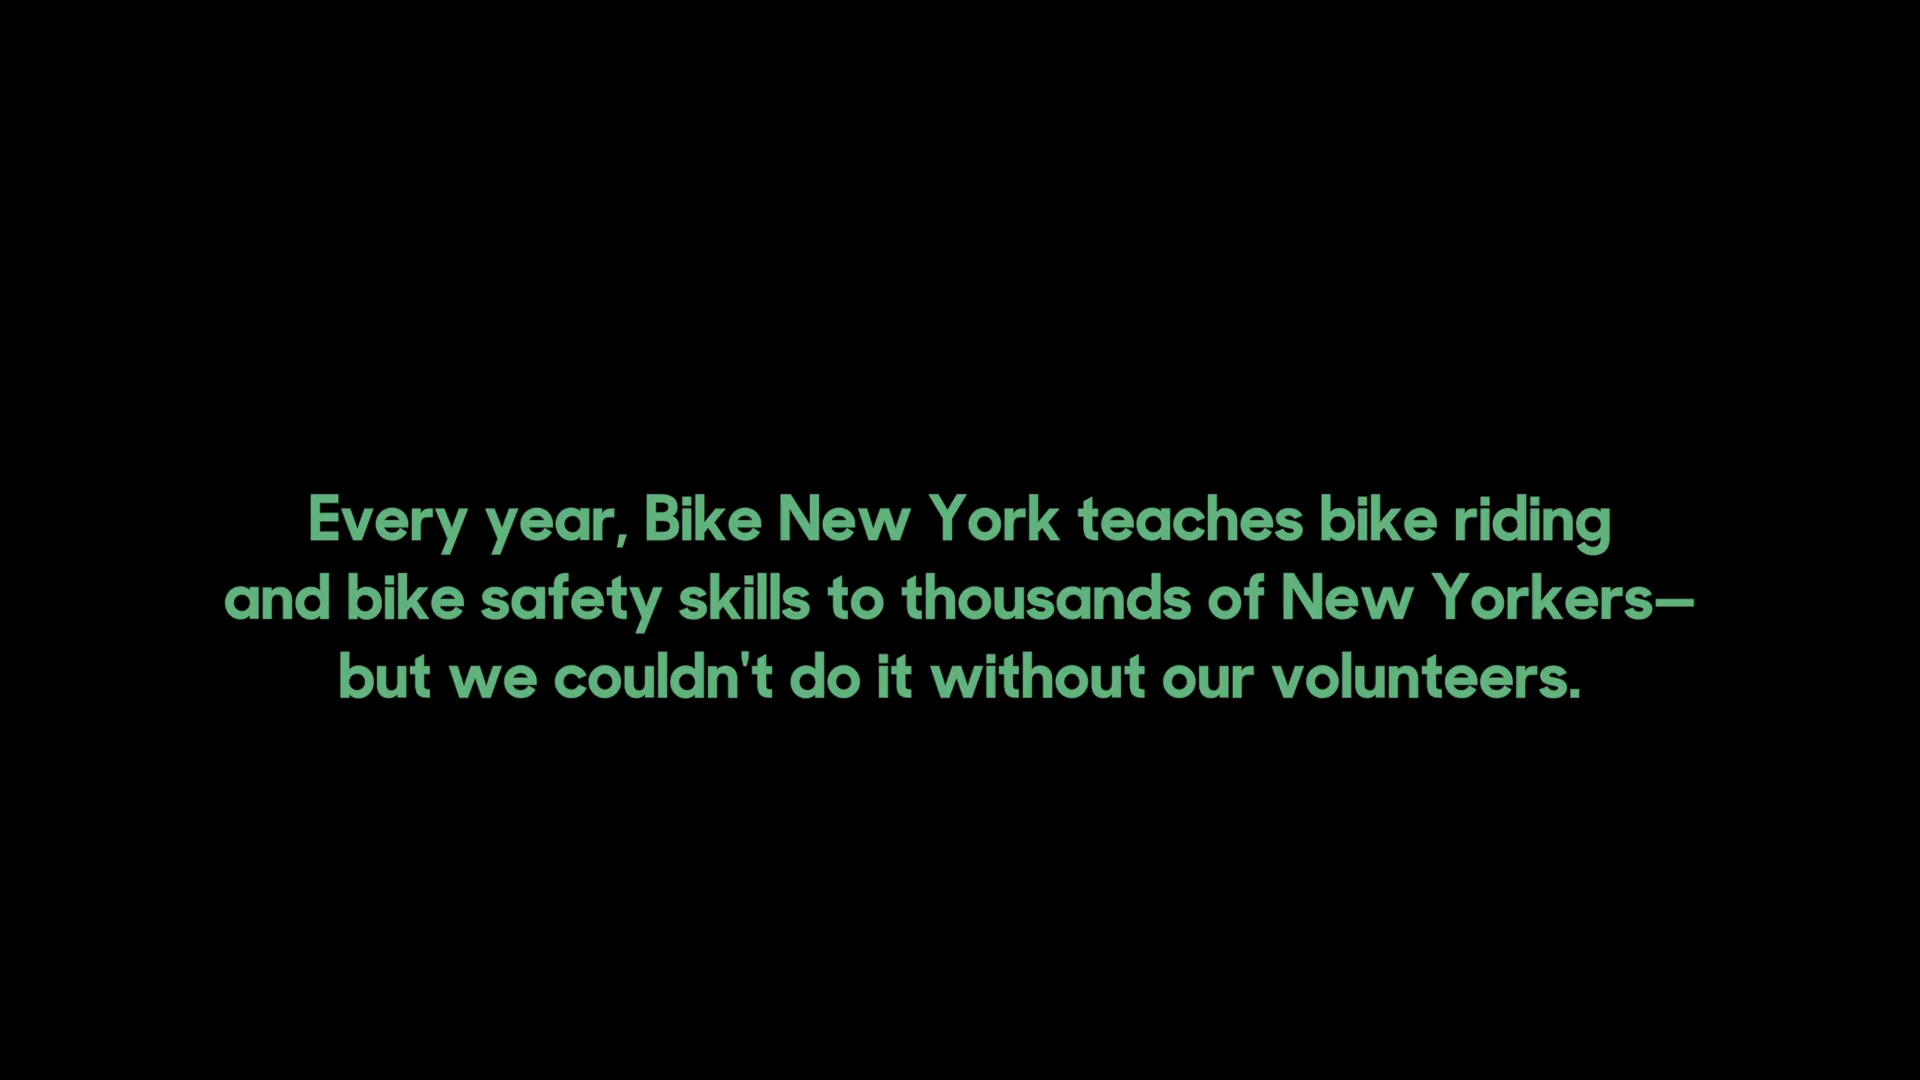 Every year, Bike New York teaches bike riding
and bike safety skills to thousands of New Yorkers—
but we couldn't do it without our volunteers.